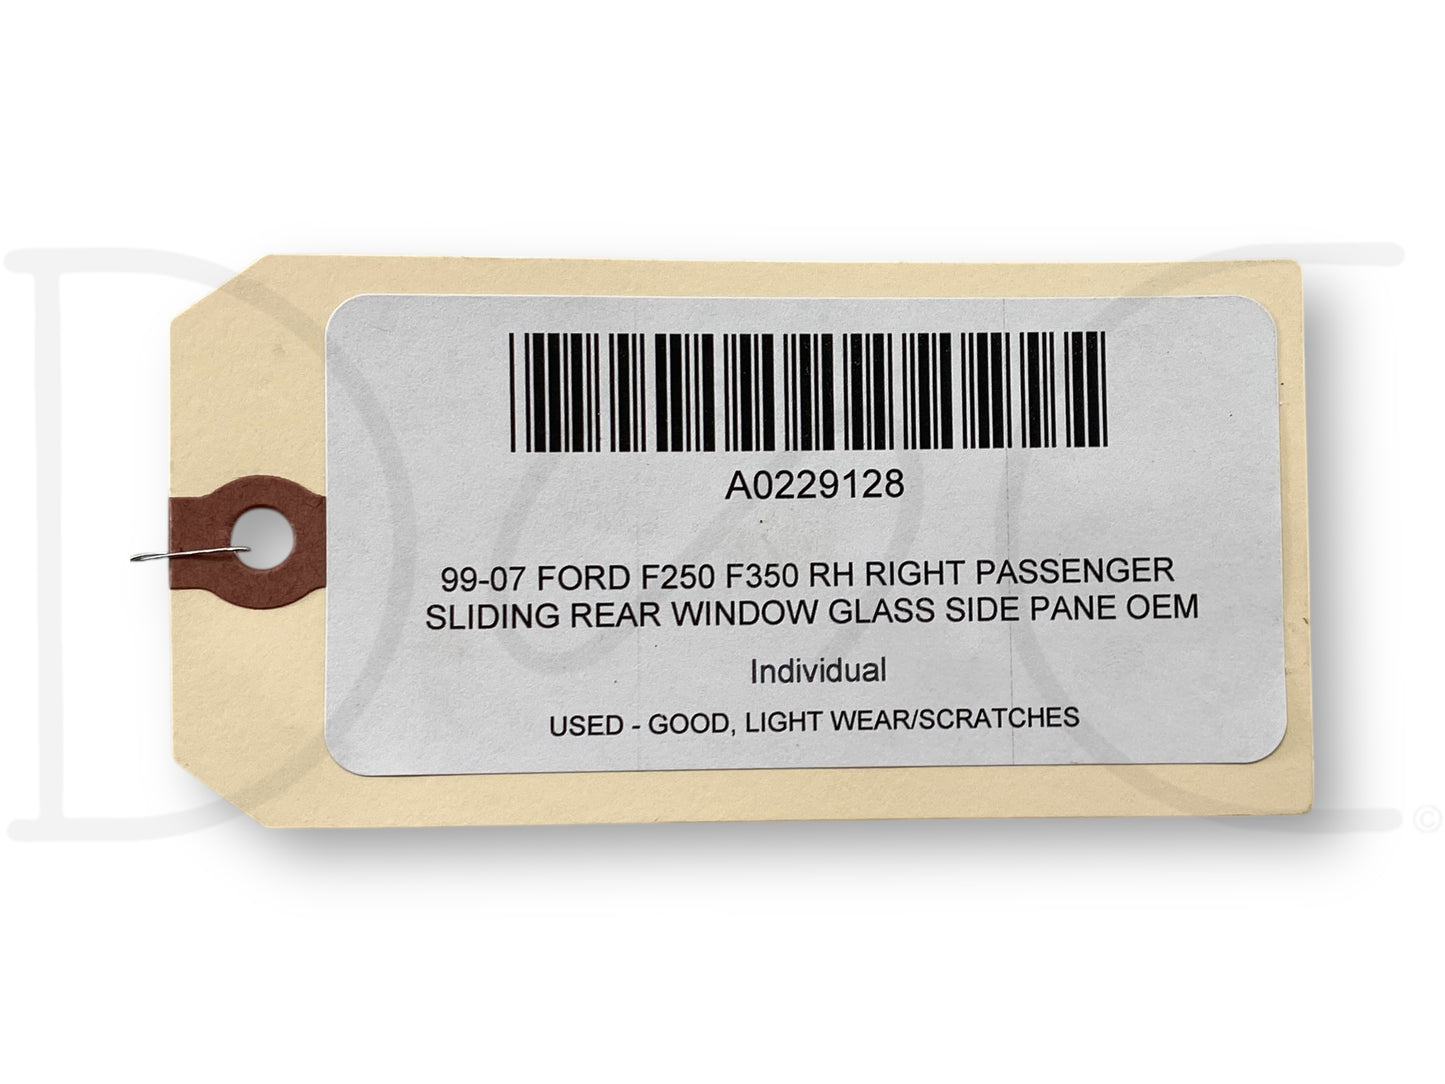 A0229128
99-07 FORD F250 F350 RH RIGHT PASSENGER
SLIDING REAR WINDOW GLASS SIDE PANE OEM
Individual
USED - GOOD, LIGHT WEAR/SCRATCHES
©